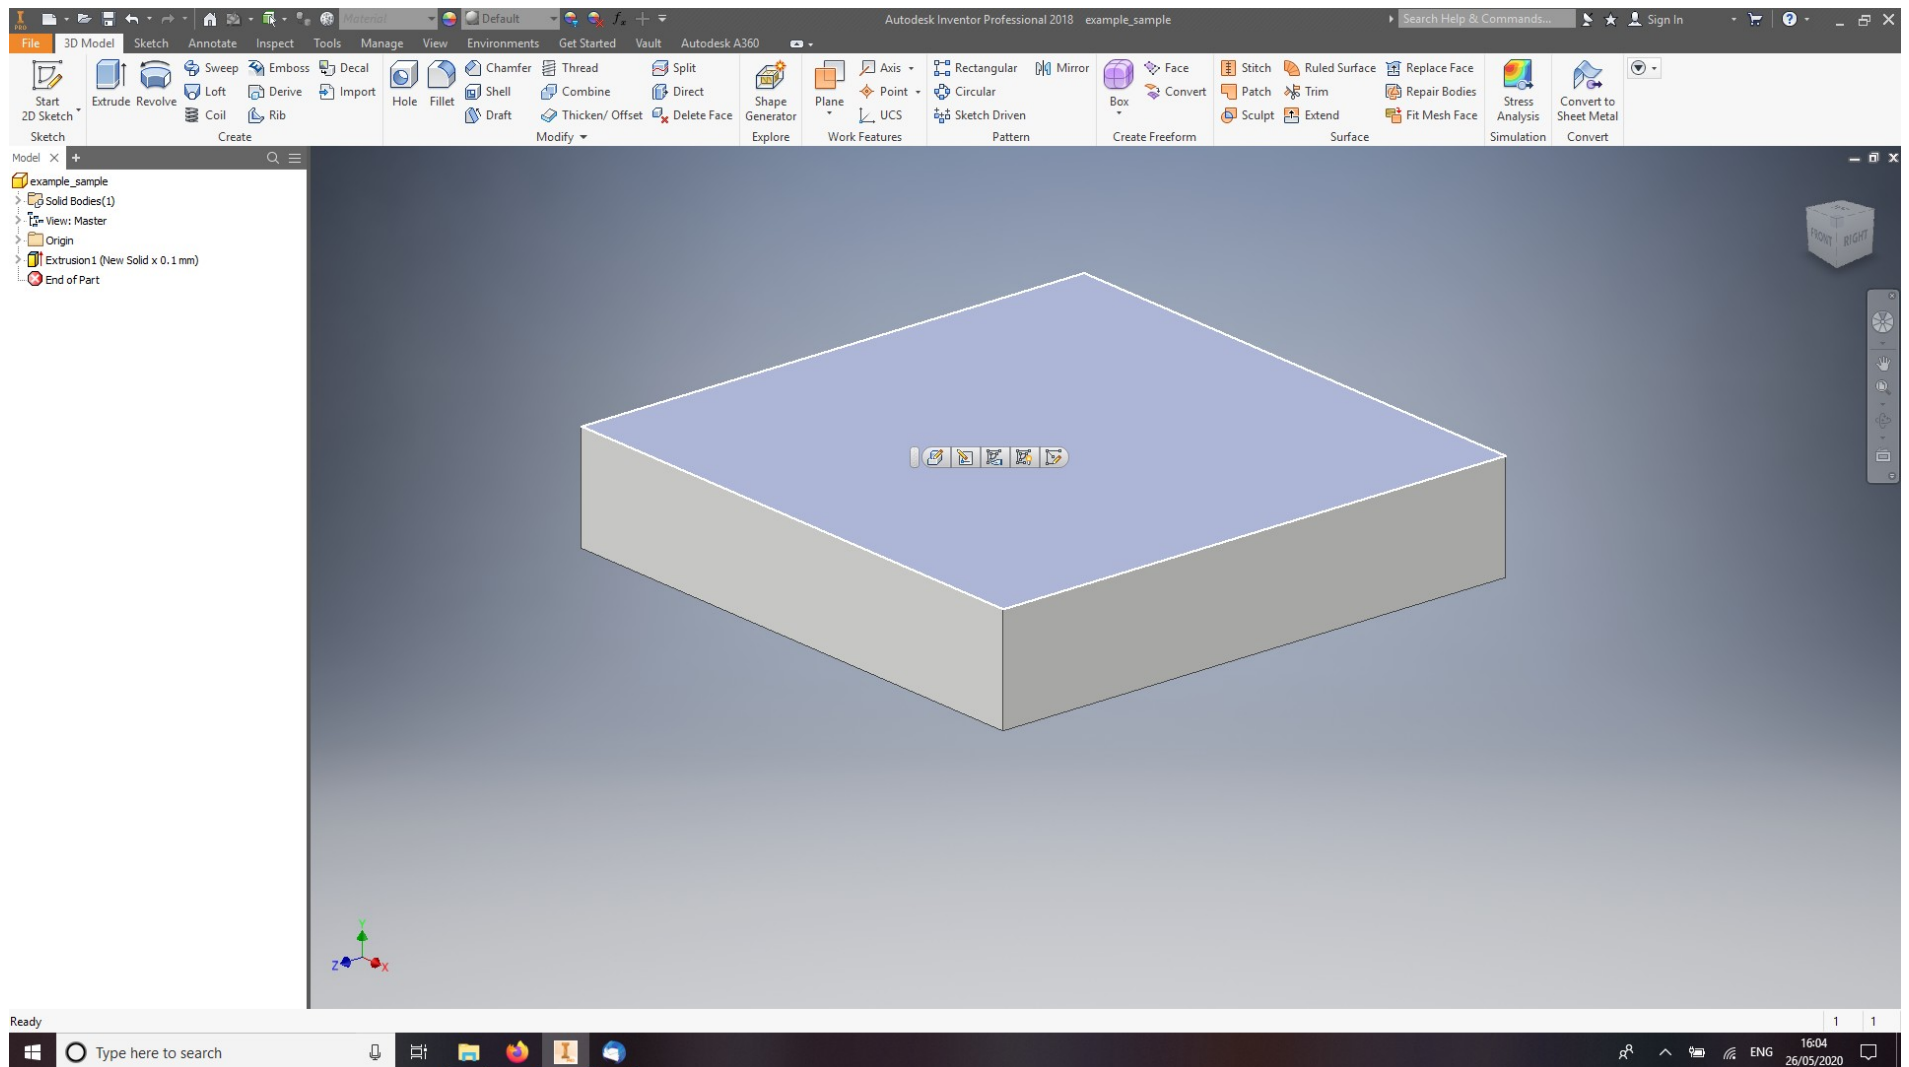 PRO
Material
Default
Autodesk Inventor Professional 2018 example_sample
Search Help & Commands...
Sign In
File 3D Model Sketch Annotate Inspect Tools Manage View Environments Get Started Vault Autodesk A360
Start
2D Sketch
Extrude Revolve
Sweep Emboss Decal
Loft Derive Import
Coil Rib
Hole Fillet
Chamfer Thread Split
Shell Combine Direct
Draft Thicken/ Offset Delete Face
Shape
Generator
Plane
Axis
Point
UCS
Rectangular Mirror
Circular
Sketch Driven
Box
Face
Convert
Stitch Ruled Surface Replace Face
Patch Trim Repair Bodies
Sculpt Extend Fit Mesh Face
Stress
Analysis
Convert to
Sheet Metal
Sketch Create Modify Explore Work Features Pattern Create Freeform Surface Simulation Convert
Model
example_sample
Solid Bodies(1)
View: Master
Origin
Extrusion1 (New Solid x 0.1 mm)
End of Part
FRONT RIGHT
Y
Z X
Ready
1 1
Type here to search
ENG
16:04
26/05/2020